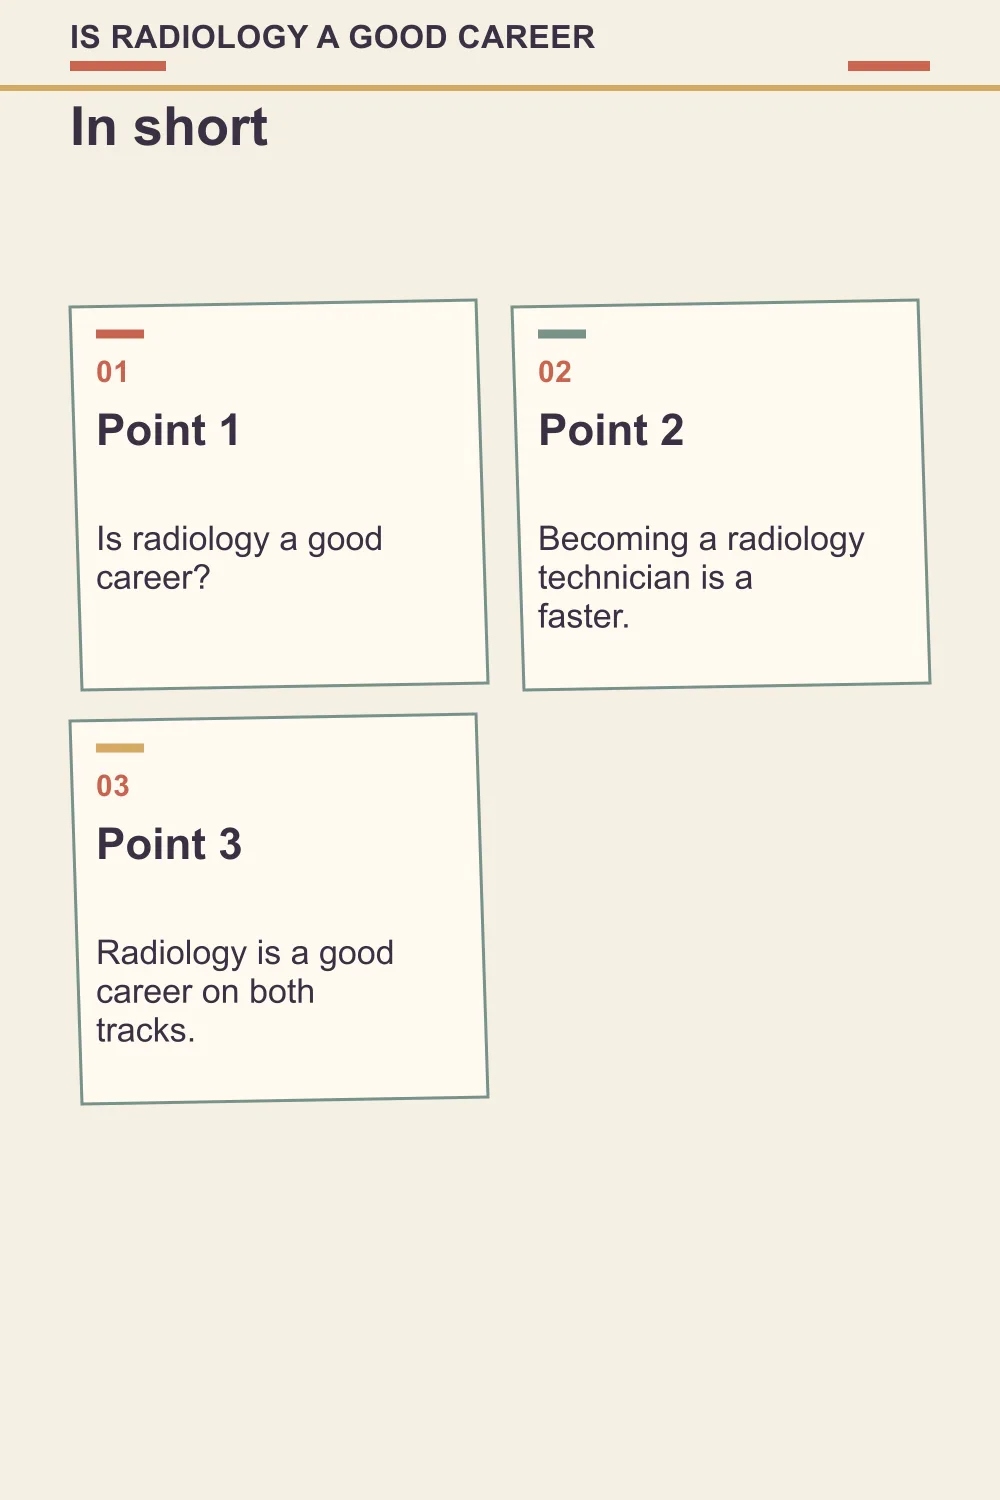 IS RADIOLOGY A GOOD CAREER
In short
01
Point 1
Is radiology a good
career?
02
Point 2
Becoming a radiology
technician is a
faster.
03
Point 3
Radiology is a good
career on both
tracks.